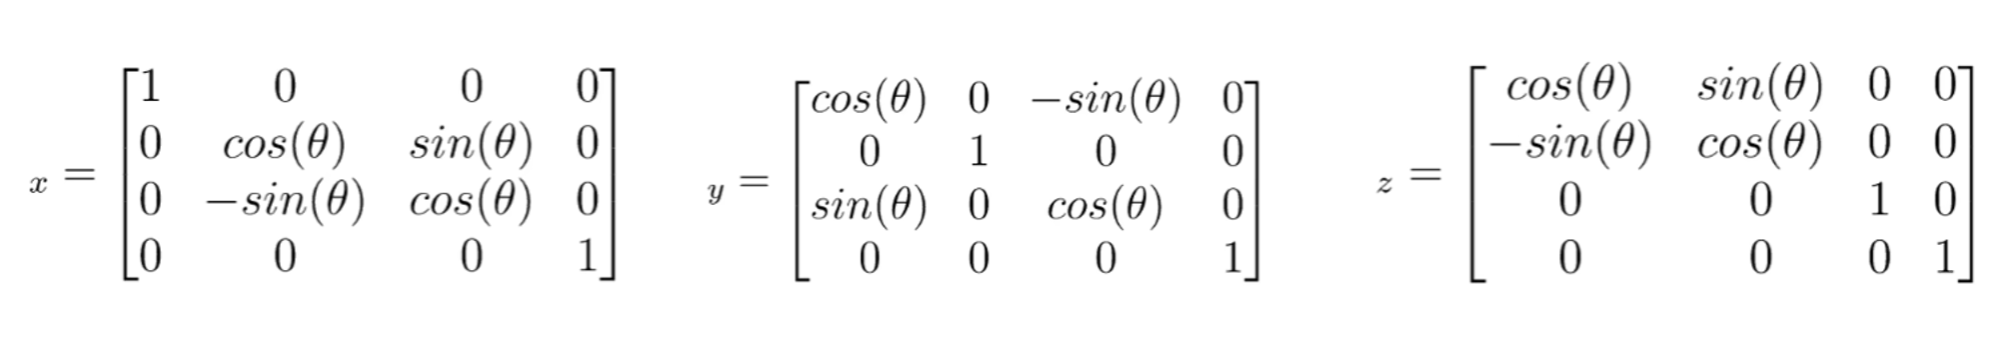 x = [1 0 0 0
0 cos(θ) sin(θ) 0
0 −sin(θ) cos(θ) 0
0 0 0 1]
y = [cos(θ) 0 −sin(θ) 0
0 1 0 0
sin(θ) 0 cos(θ) 0
0 0 0 1]
z = [cos(θ) sin(θ) 0 0
−sin(θ) cos(θ) 0 0
0 0 1 0
0 0 0 1]